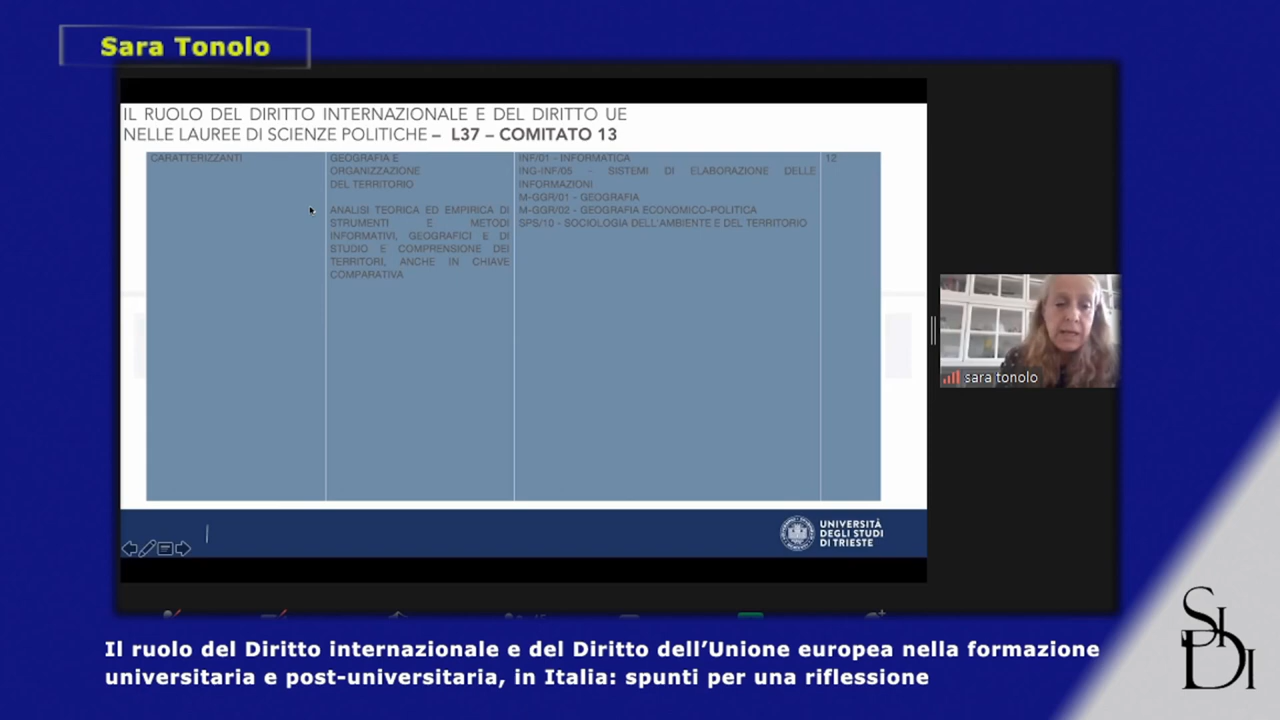 Sara Tonolo
IL RUOLO DEL DIRITTO INTERNAZIONALE E DEL DIRITTO UE
NELLE LAUREE DI SCIENZE POLITICHE – L37 – COMITATO 13
CARATTERIZZANTI
GEOGRAFIA E
ORGANIZZAZIONE
DEL TERRITORIO
ANALISI TEORICA ED EMPIRICA DI
STRUMENTI E METODI
INFORMATIVI, GEOGRAFICI E DI
STUDIO E COMPRENSIONE DEI
TERRITORI, ANCHE IN CHIAVE
COMPARATIVA
INF/01 - INFORMATICA
ING-INF/05 - SISTEMI DI ELABORAZIONE DELLE
INFORMAZIONI
M-GGR/01 - GEOGRAFIA
M-GGR/02 - GEOGRAFIA ECONOMICO-POLITICA
SPS/10 - SOCIOLOGIA DELL'AMBIENTE E DEL TERRITORIO
12
sara tonolo
UNIVERSITÀ
DEGLI STUDI
DI TRIESTE
Il ruolo del Diritto internazionale e del Diritto dell’Unione europea nella formazione
universitaria e post-universitaria, in Italia: spunti per una riflessione
SIDI